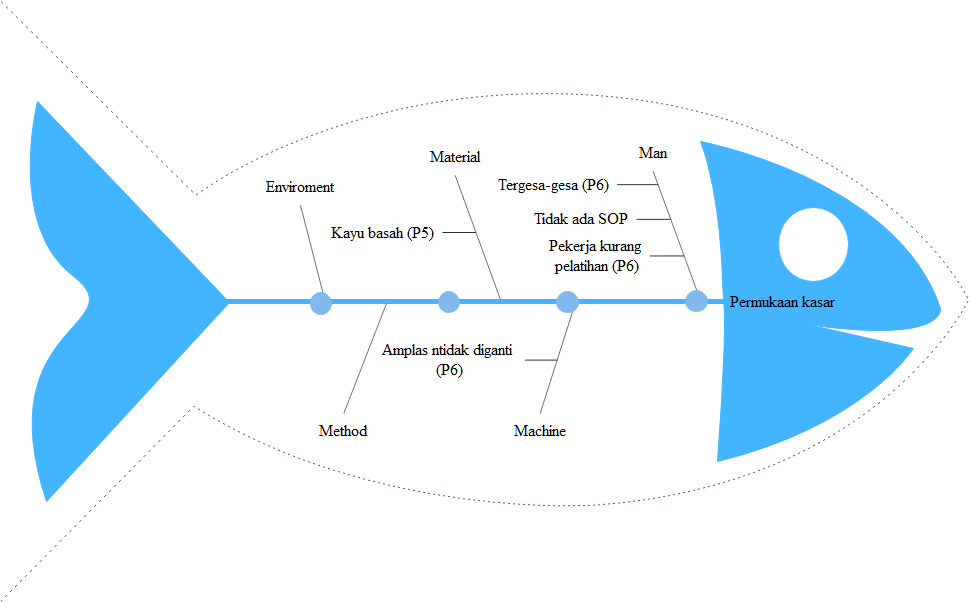 Man
Material
Enviroment
Tergesa-gesa (P6)
Tidak ada SOP
Kayu basah (P5)
Pekerja kurang
pelatihan (P6)
Permukaan kasar
Amplas ntidak diganti
(P6)
Method
Machine